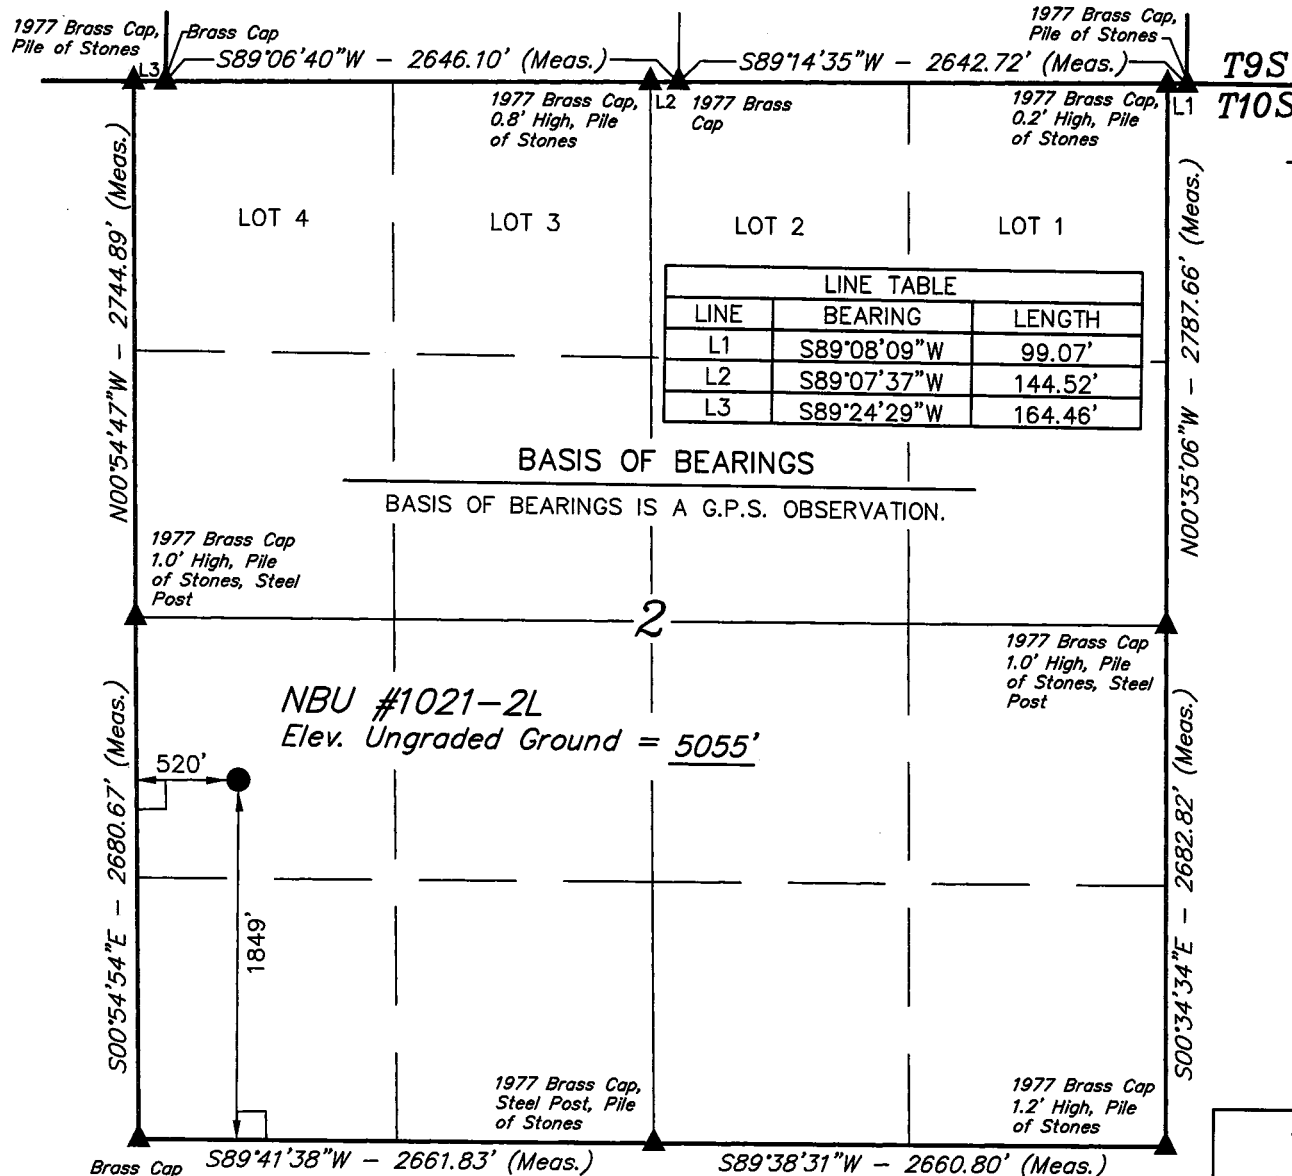 1977 Brass Cap,
Pile of Stones
Brass Cap
1977 Brass Cap,
Pile of Stones
L3
S89°06'40"W - 2646.10' (Meas.)
S89°14'35"W - 2642.72' (Meas.)
T9S
T10S
1977 Brass Cap,
0.8' High, Pile
of Stones
L2
1977 Brass
Cap
1977 Brass Cap,
0.2' High, Pile
of Stones
L1
N00°54'47"W - 2744.89' (Meas.)
LOT 4
LOT 3
LOT 2
LOT 1
N00°35'06"W - 2787.66' (Meas.)
LINE TABLE
LINE BEARING LENGTH
L1 S89°08'09"W 99.07'
L2 S89°07'37"W 144.52'
L3 S89°24'29"W 164.46'
BASIS OF BEARINGS
BASIS OF BEARINGS IS A G.P.S. OBSERVATION.
1977 Brass Cap
1.0' High, Pile
of Stones, Steel
Post
2
1977 Brass Cap
1.0' High, Pile
of Stones, Steel
Post
NBU #1021-2L
Elev. Ungraded Ground = 5055'
520'
S00°54'54"E - 2680.67' (Meas.)
1849'
S00°34'34"E - 2682.82' (Meas.)
1977 Brass Cap,
Steel Post, Pile
of Stones
1977 Brass Cap
1.2' High, Pile
of Stones
Brass Cap
S89°41'38"W - 2661.83' (Meas.)
S89°38'31"W - 2660.80' (Meas.)